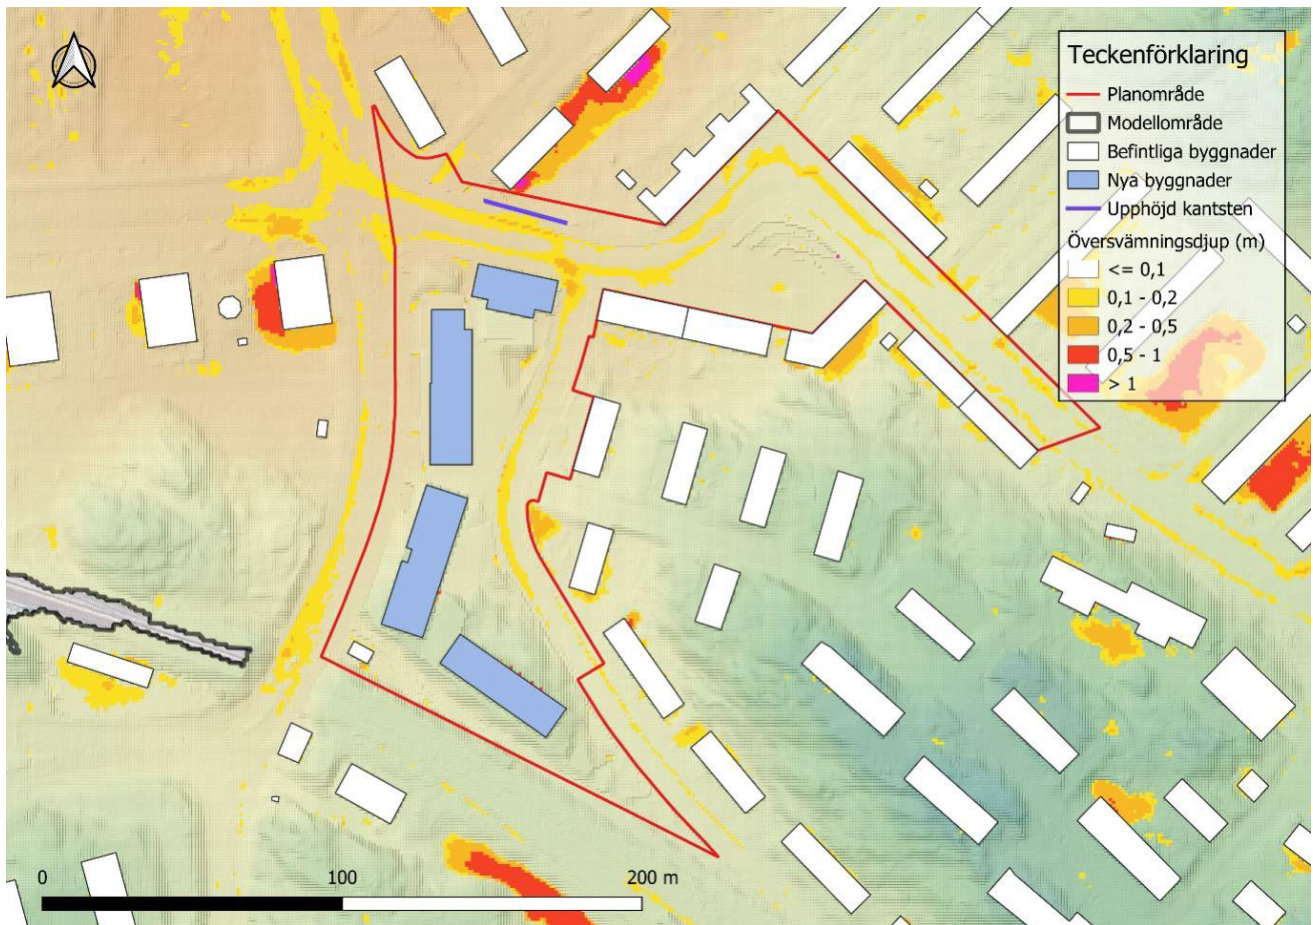 Teckenförklaring
Planområde
Modellområde
Befintliga byggnader
Nya byggnader
Upphöjd kantsten
Översvämningsdjup (m)
<= 0,1
0,1 - 0,2
0,2 - 0,5
0,5 - 1
> 1
0 100 200 m